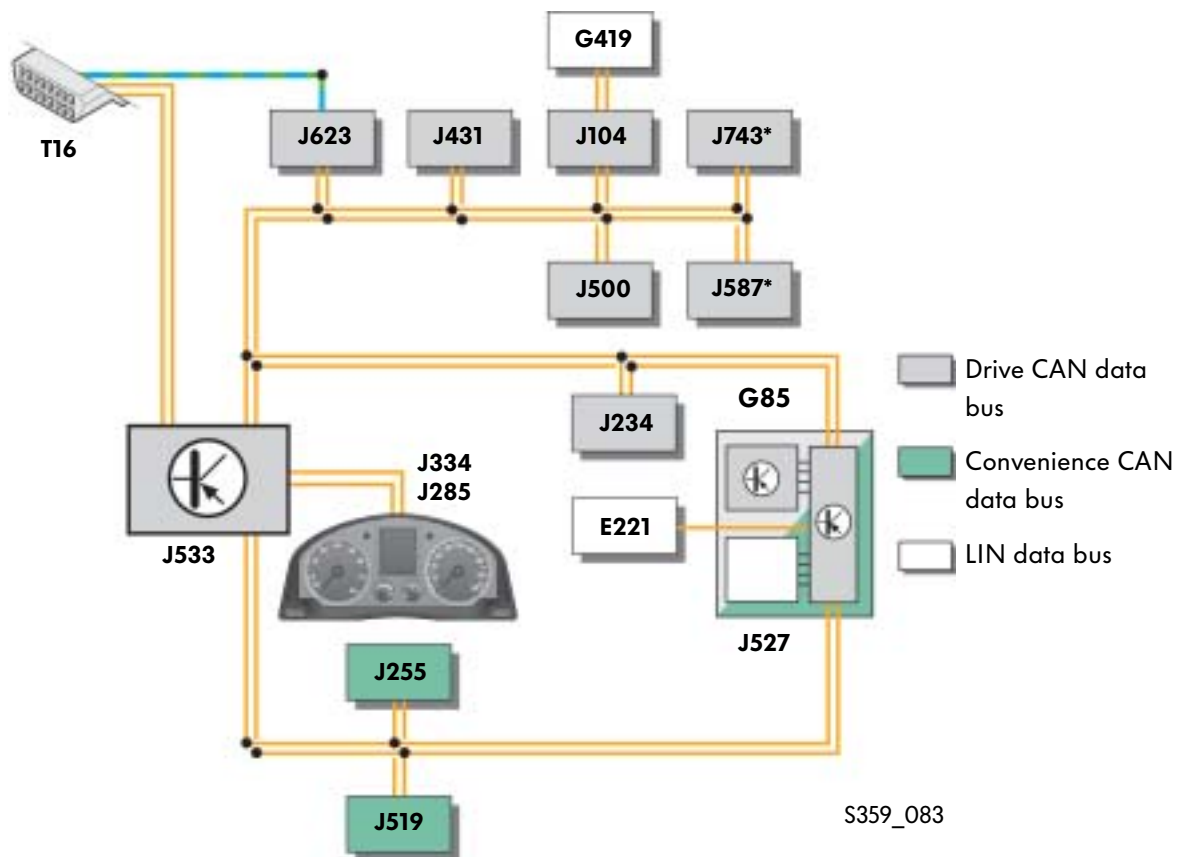 G419
T16
J623
J431
J104
J743*
J500
J587*
J234
G85
J334
J285
J533
E221
J527
J255
J519
Drive CAN data
bus
Convenience CAN
data bus
LIN data bus
S359_083